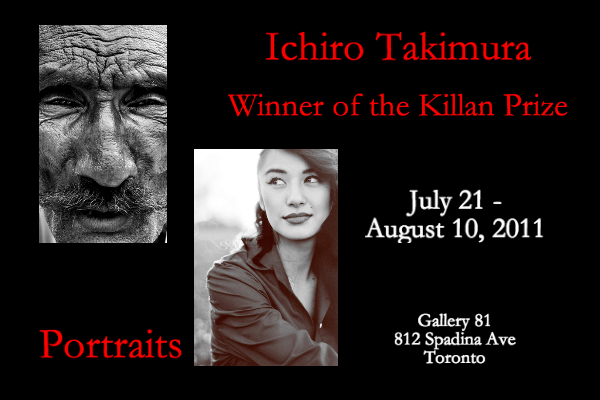 Ichiro Takimura
Winner of the Killan Prize
July 21 -
August 10, 2011
Portraits
Gallery 81
812 Spadina Ave
Toronto